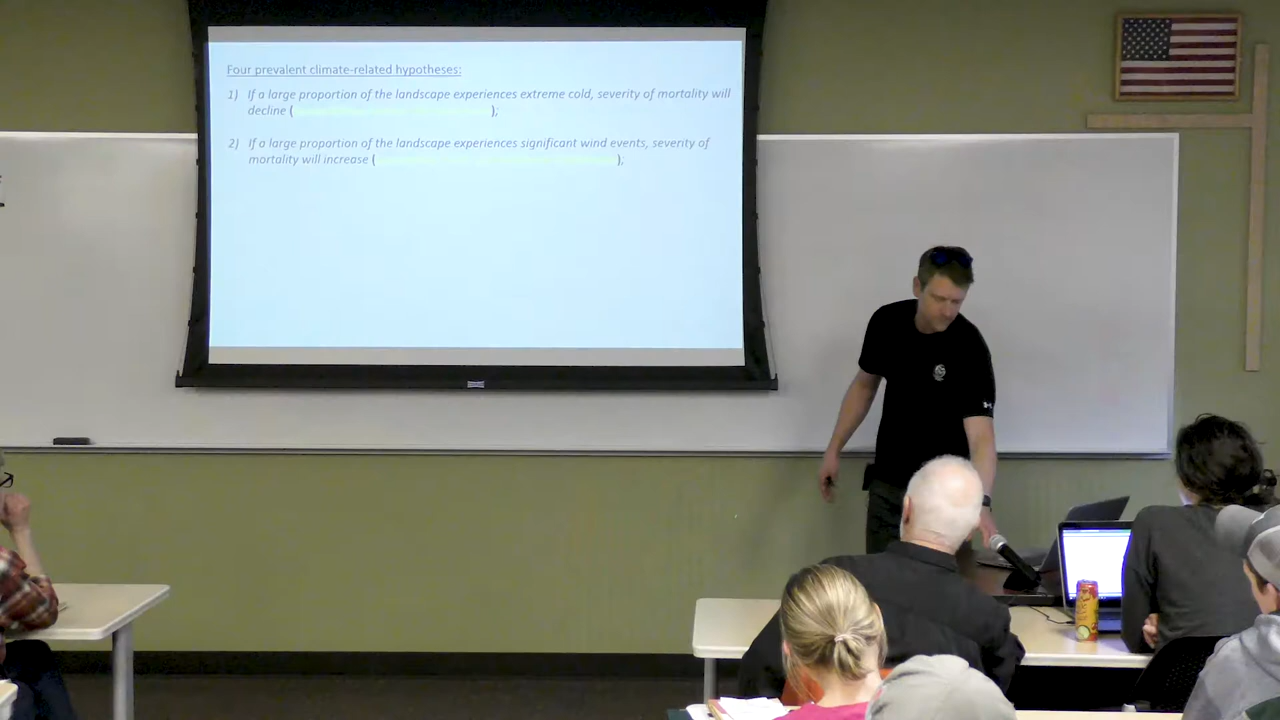 Four prevalent climate-related hypotheses:
1) If a large proportion of the landscape experiences extreme cold, severity of mortality will
decline ( );
2) If a large proportion of the landscape experiences significant wind events, severity of
mortality will increase ( );